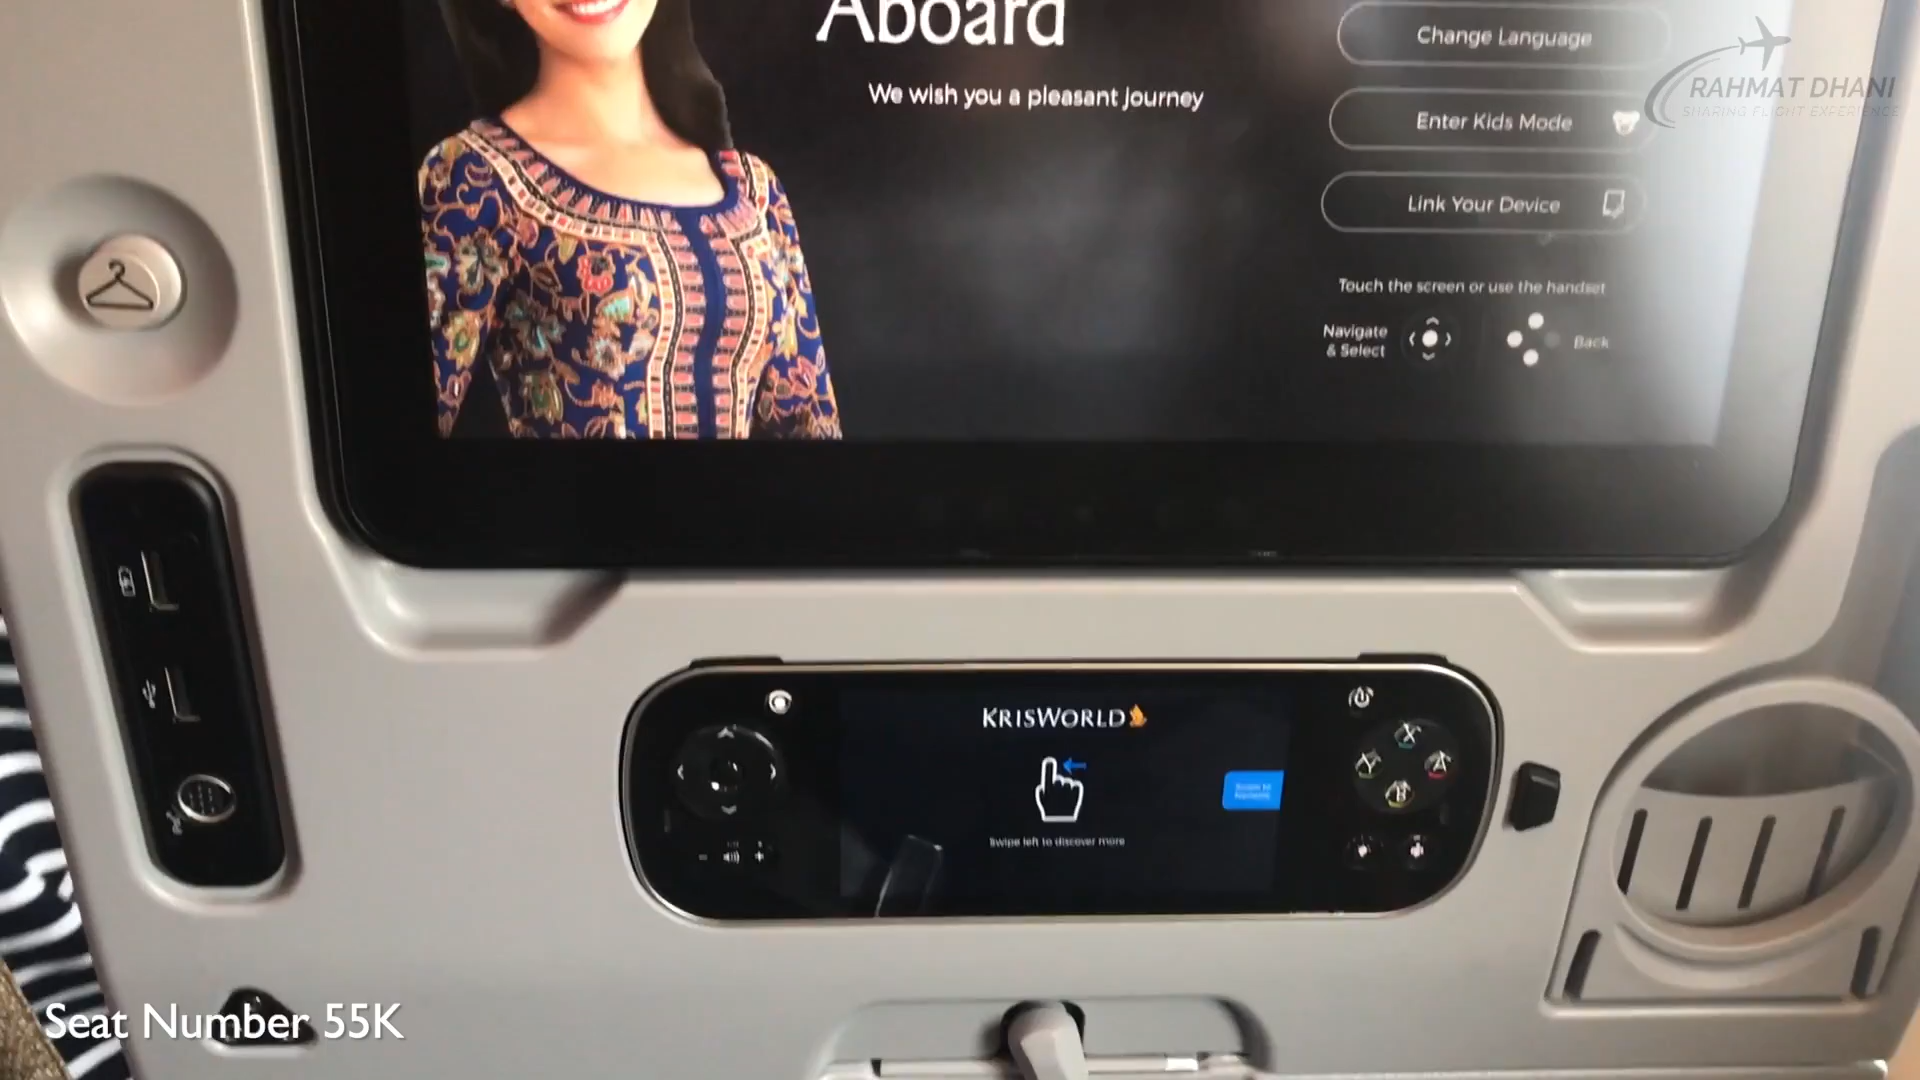 Aboard
We wish you a pleasant journey
Change Language
Enter Kids Mode
Link Your Device
Touch the screen or use the handset
Navigate
& Select
Back
RAHMAT DHANI
SHARING FLIGHT EXPERIENCE
KRISWORLD
Swipe left to discover more
X
Y
A
B
- +
Seat Number 55K